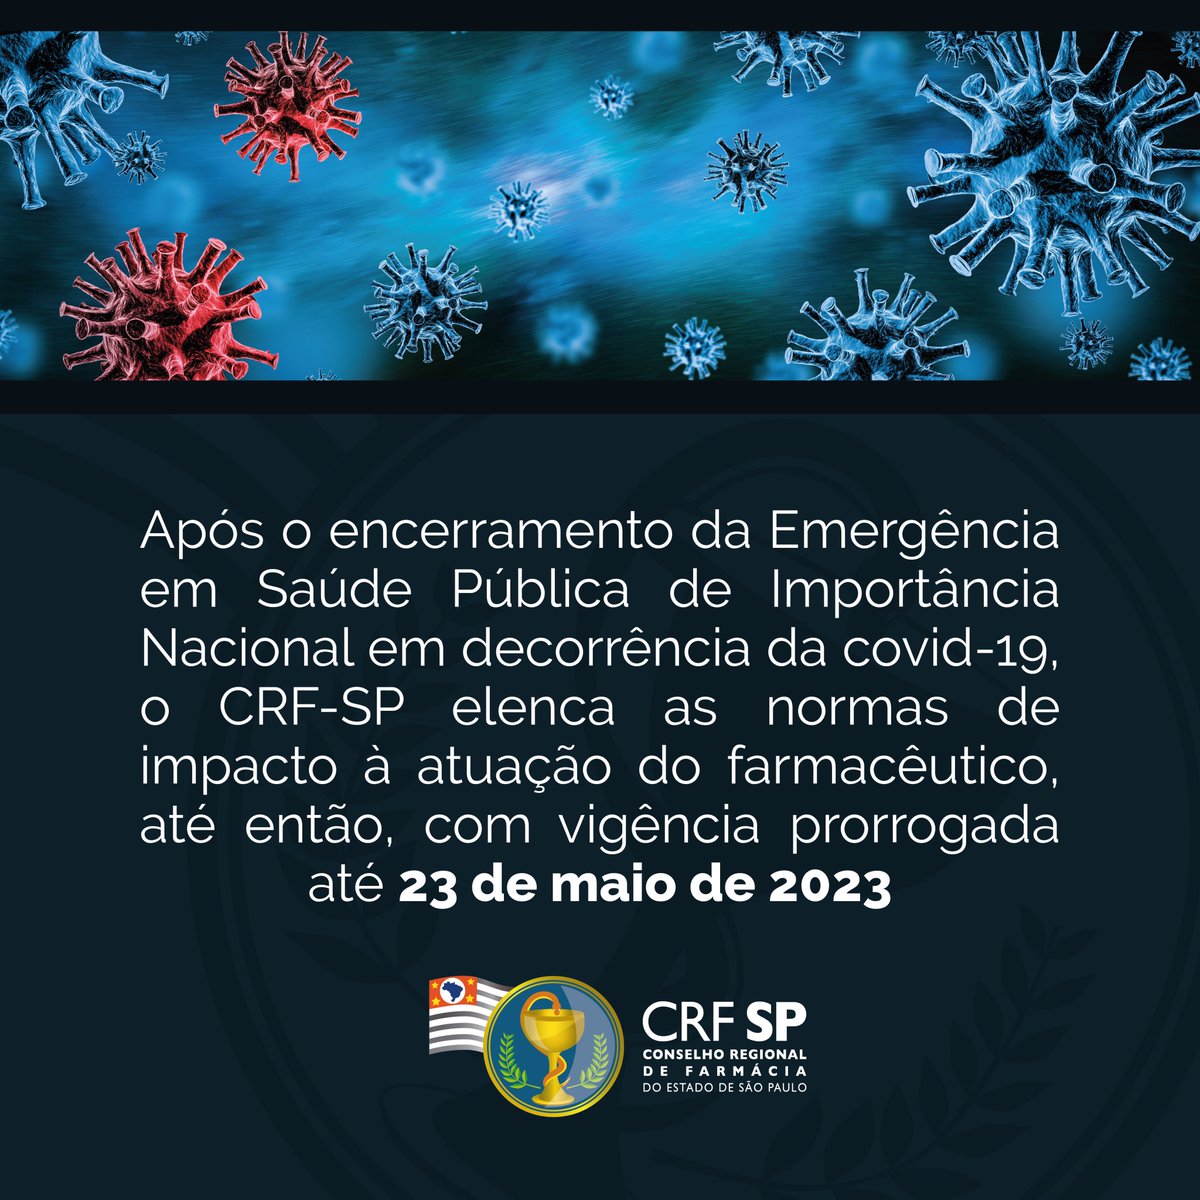 Após o encerramento da Emergência
em Saúde Pública de Importância
Nacional em decorrência da covid-19,
o CRF-SP elenca as normas de
impacto à atuação do farmacêutico,
até então, com vigência prorrogada
até 23 de maio de 2023
CRF SP
CONSELHO REGIONAL
DE FARMÁCIA
DO ESTADO DE SÃO PAULO